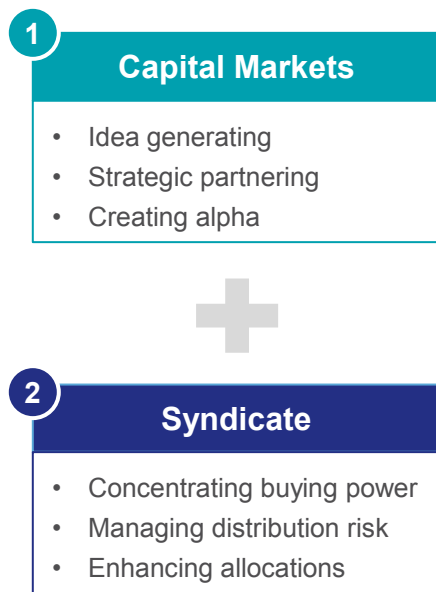 1
Capital Markets
• Idea generating
• Strategic partnering
• Creating alpha
2
Syndicate
• Concentrating buying power
• Managing distribution risk
• Enhancing allocations